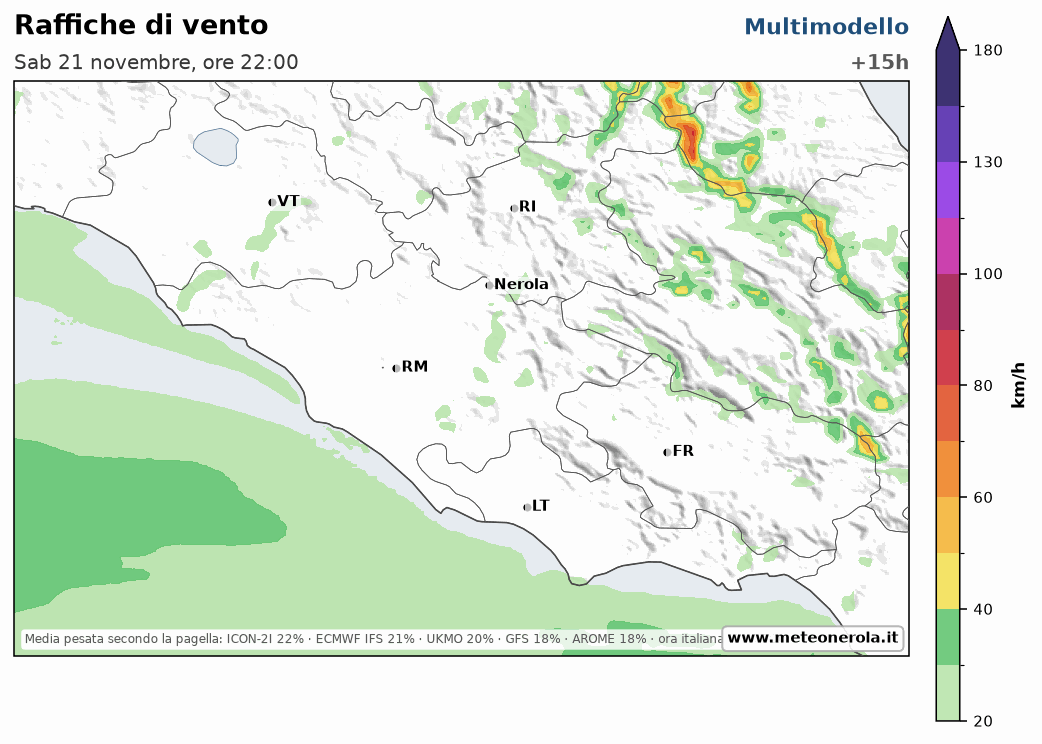 Raffiche di vento
Multimodello
Sab 21 novembre, ore 22:00
+15h
180
130
100
80
60
40
20
km/h
VT
RI
Nerola
RM
FR
LT
Media pesata secondo la pagella: ICON-2I 22% · ECMWF IFS 21% · UKMO 20% · GFS 18% · AROME 18% · ora italiana
www.meteonerola.it